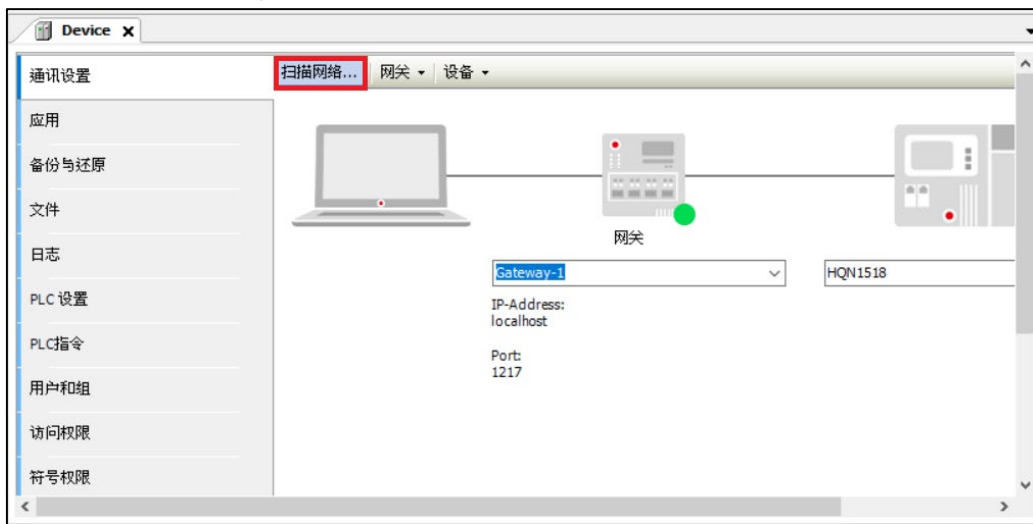 Device
通讯设置
扫描网络...
网关
设备
应用
备份与还原
文件
日志
PLC 设置
PLC指令
用户和组
访问权限
符号权限
网关
Gateway-1
HQN1518
IP-Address:
localhost
Port:
1217